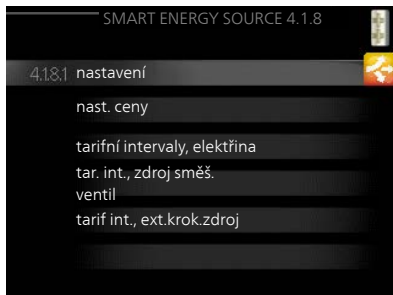 SMART ENERGY SOURCE 4.1.8
4.1.8.1 nastavení
nast. ceny
tarifní intervaly, elektřina
tar. int., zdroj směš.
ventil
tarif int., ext.krok.zdroj